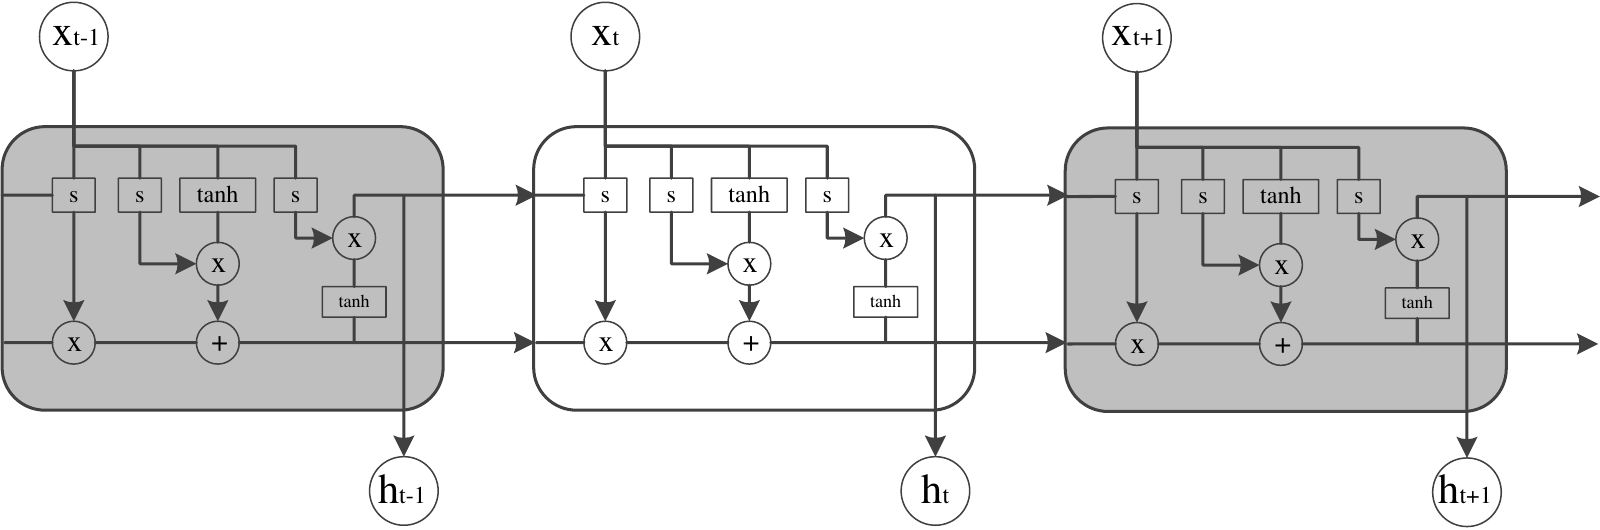 Xt-1 Xt Xt+1
s s tanh s s s tanh s s s tanh s
x x x
x x x
tanh tanh tanh
x + x + x +
ht-1 ht ht+1